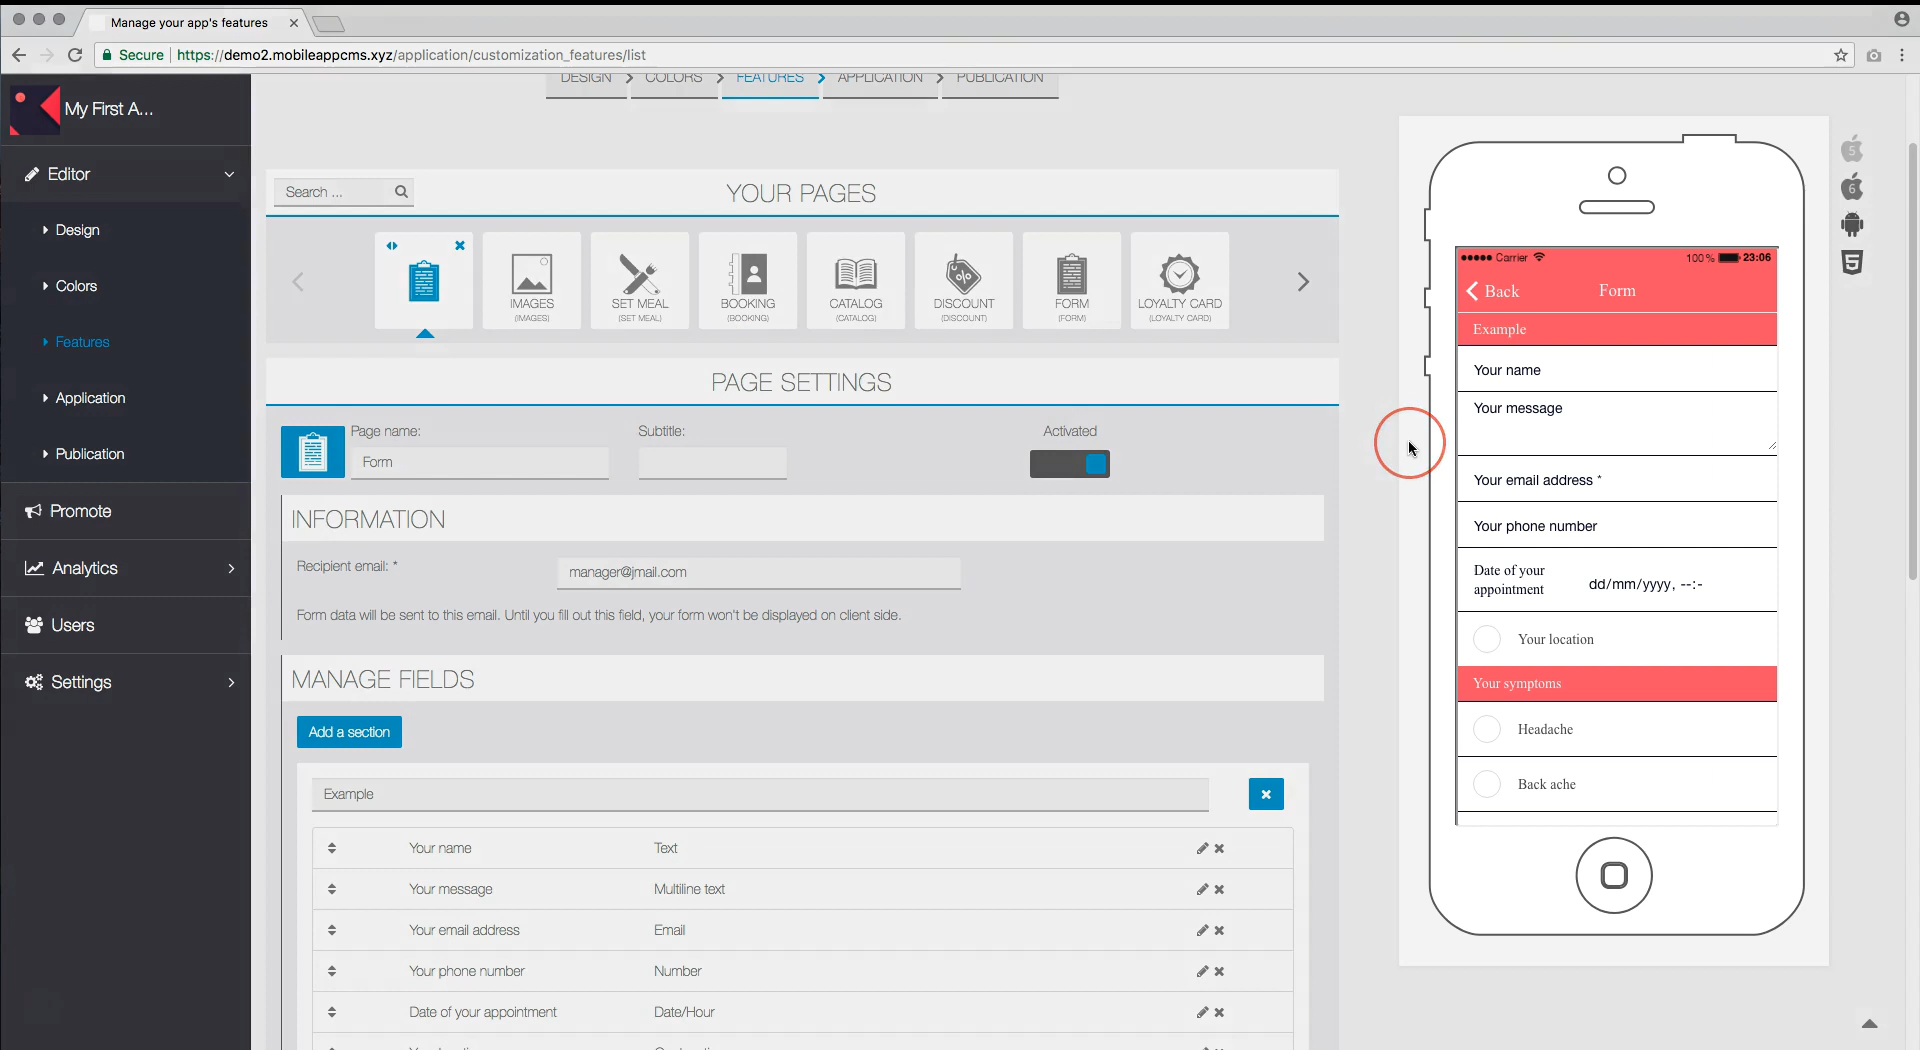 Manage your app's features
Secure https://demo2.mobileappcms.xyz/application/customization_features/list
DESIGN COLORS FEATURES APPLICATION PUBLICATION
My First A...
Editor
Design
Colors
Features
Application
Publication
Promote
Analytics
Users
Settings
Search ...
YOUR PAGES
IMAGES
(IMAGES)
SET MEAL
(SET MEAL)
BOOKING
(BOOKING)
CATALOG
(CATALOG)
DISCOUNT
(DISCOUNT)
FORM
(FORM)
LOYALTY CARD
(LOYALTY CARD)
PAGE SETTINGS
Page name:
Form
Subtitle:
Activated
INFORMATION
Recipient email: *
manager@jmail.com
Form data will be sent to this email. Until you fill out this field, your form won't be displayed on client side.
MANAGE FIELDS
Add a section
Example
Your name Text
Your message Multiline text
Your email address Email
Your phone number Number
Date of your appointment Date/Hour
Carrier 100% 23:06
Back Form
Example
Your name
Your message
Your email address *
Your phone number
Date of your
appointment
dd/mm/yyyy, --:-
Your location
Your symptoms
Headache
Back ache
5
6
5